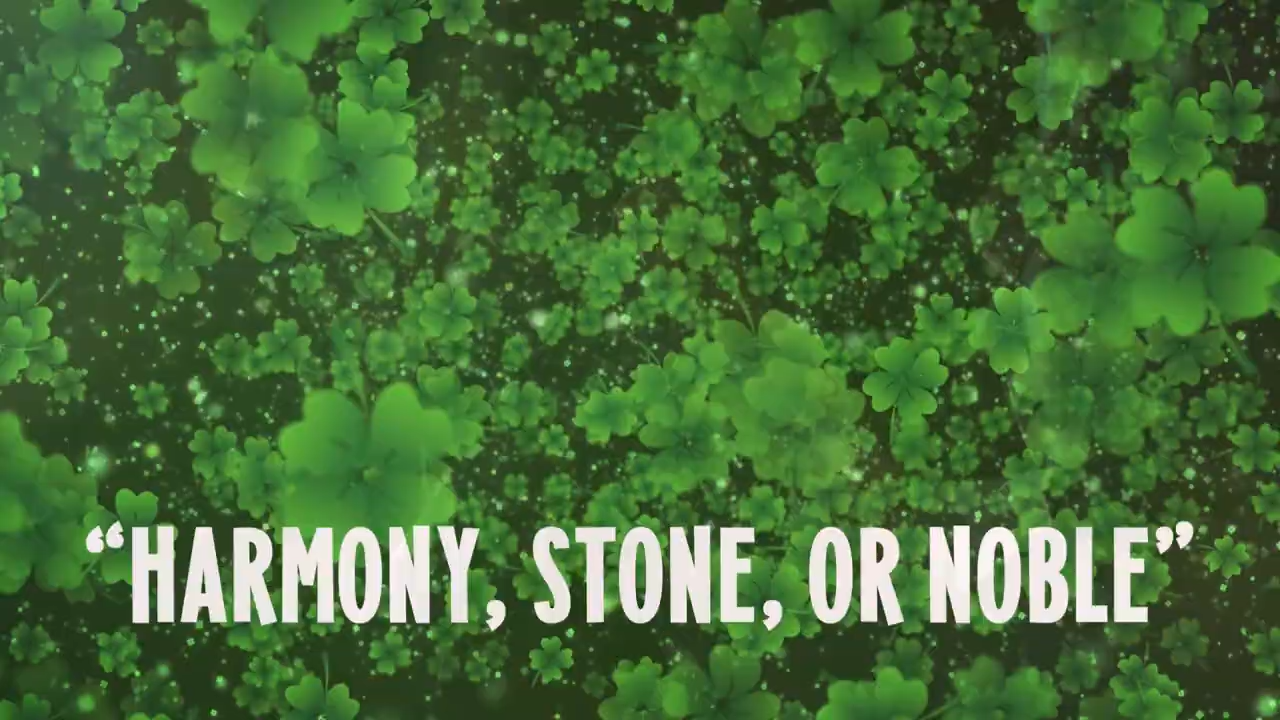 “HARMONY, STONE, OR NOBLE”